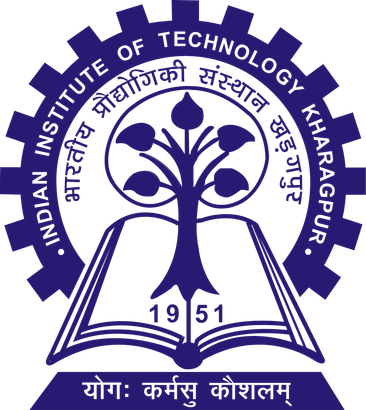 • INDIAN INSTITUTE OF TECHNOLOGY KHARAGPUR •
भारतीय प्रौद्योगिकी संस्थान खड़गपुर
1951
योगः कर्मसु कौशलम्